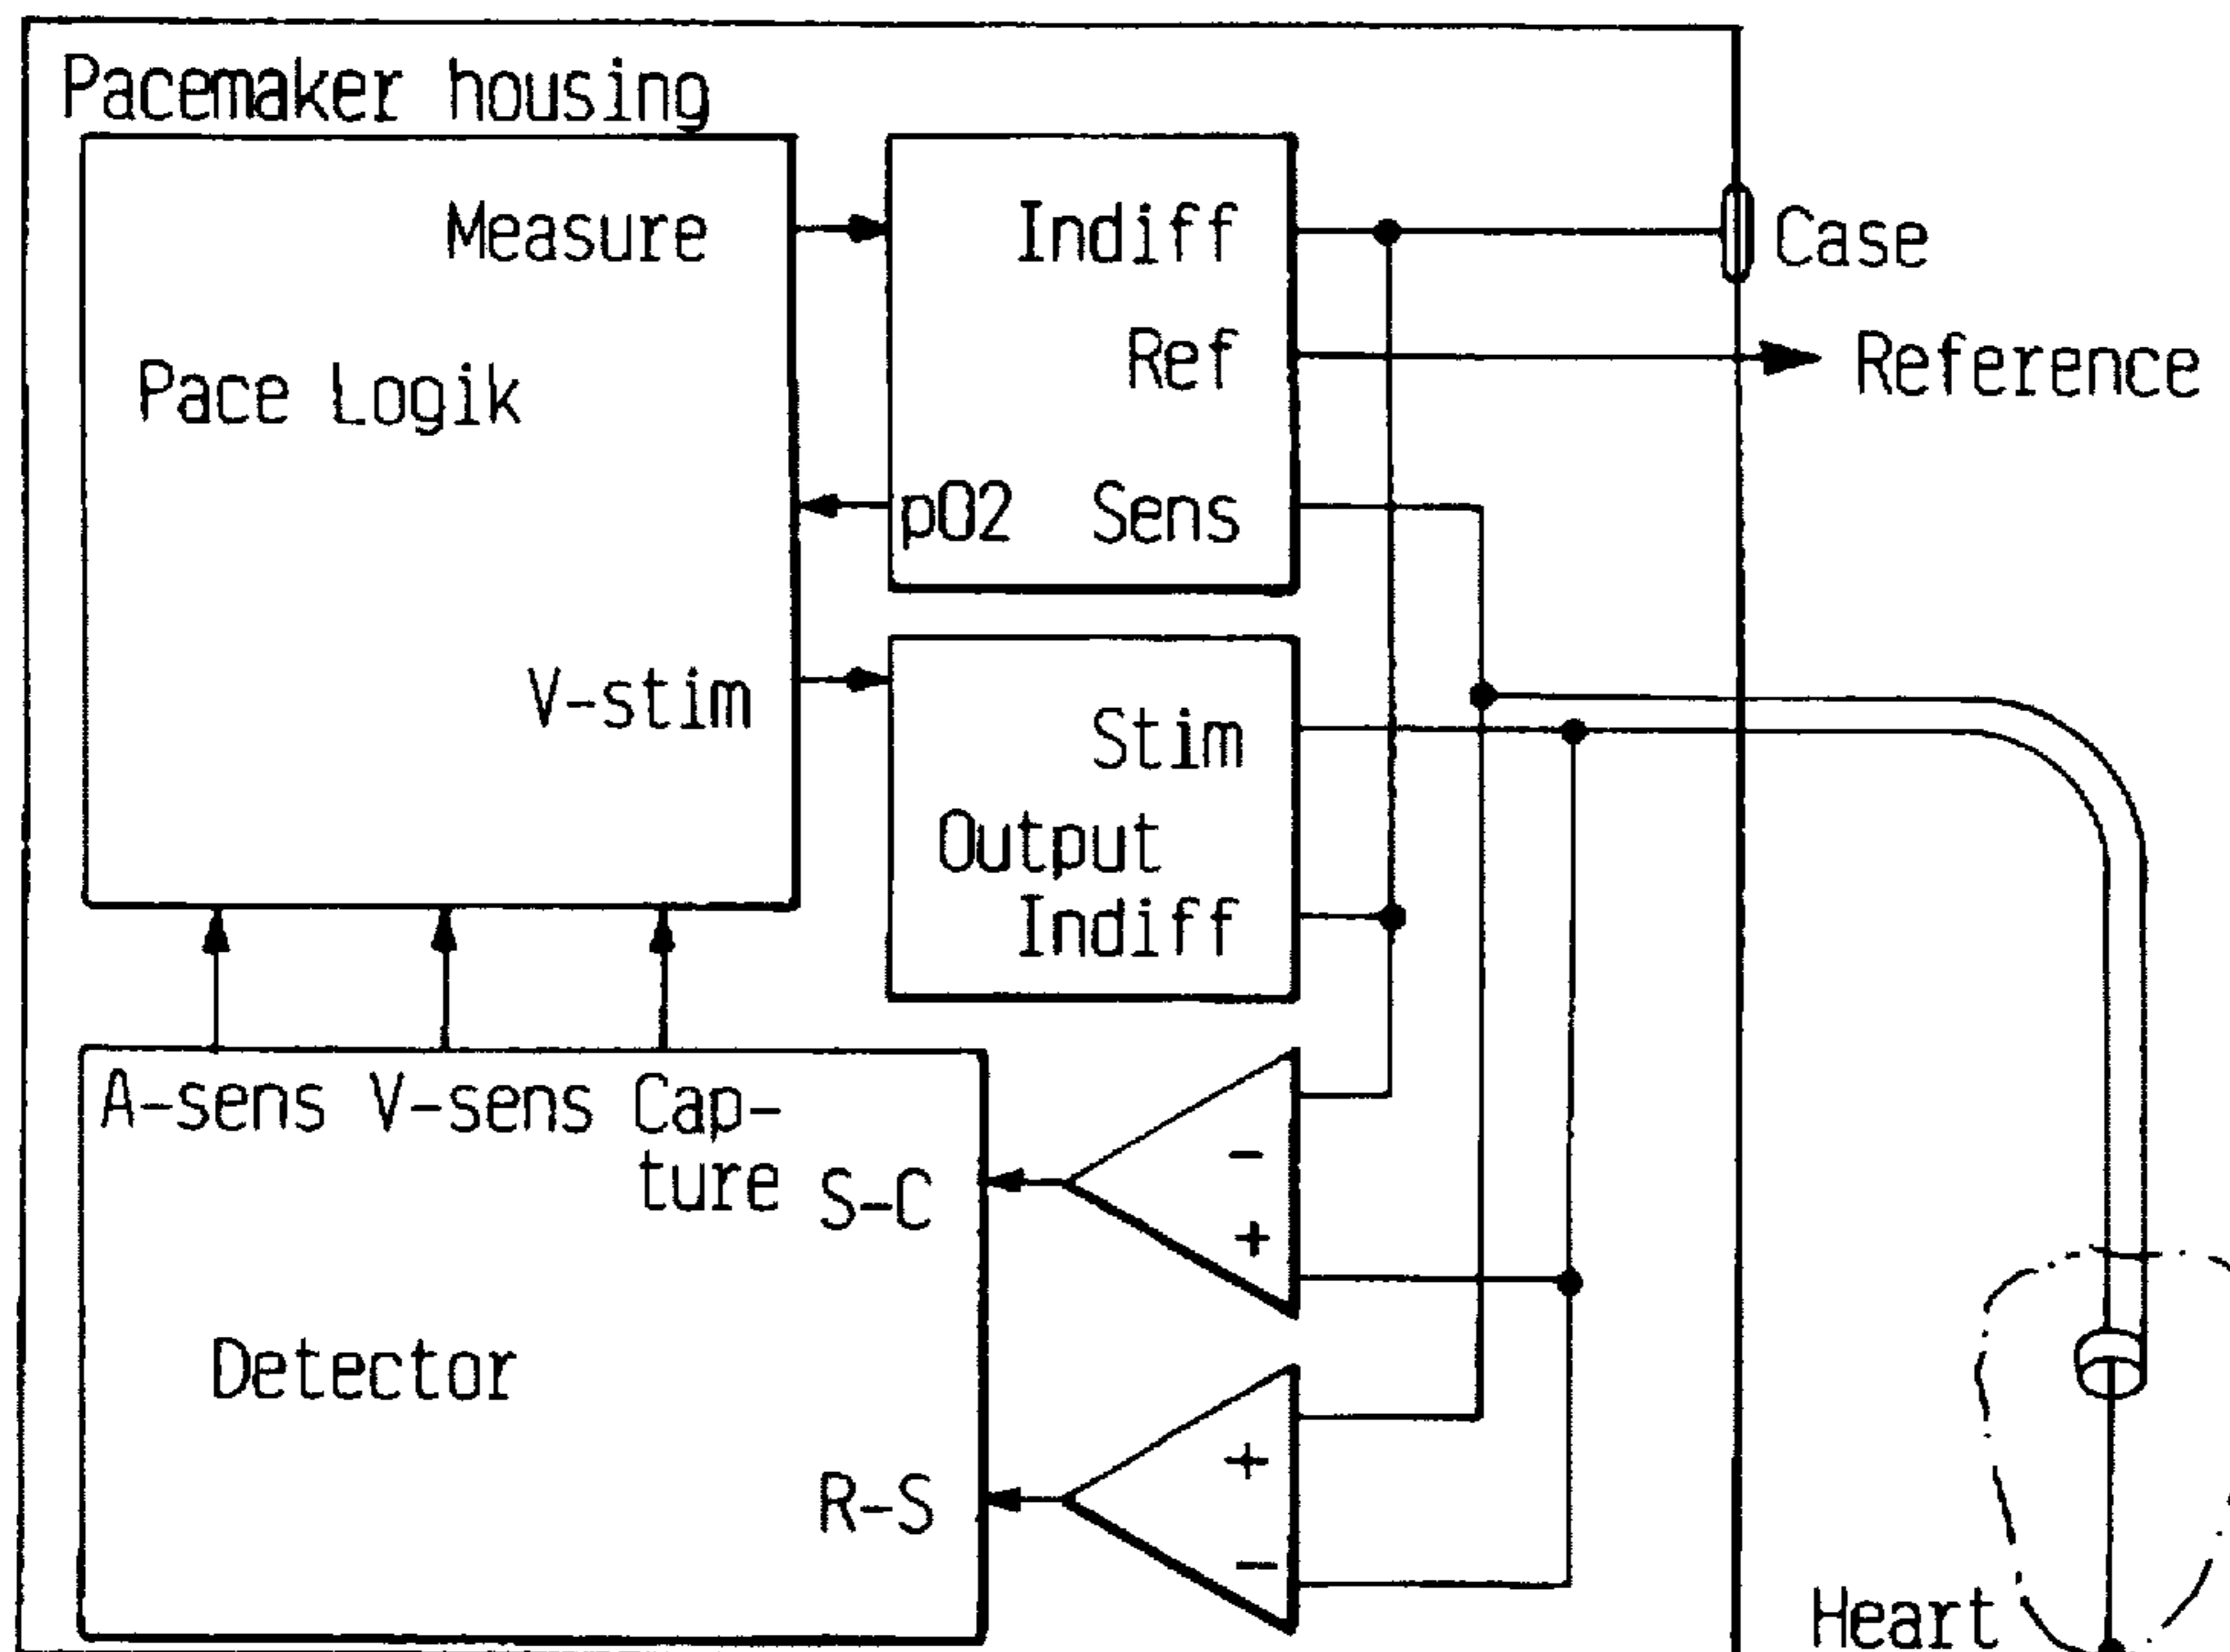 Pacemaker housing
Measure
Indiff
Case
Ref
Reference
Pace Logik
pO2 Sens
V-stim
Stim
Output
Indiff
A-sens V-sens Cap-
ture
S-C
-
+
Detector
+
R-S
-
Heart